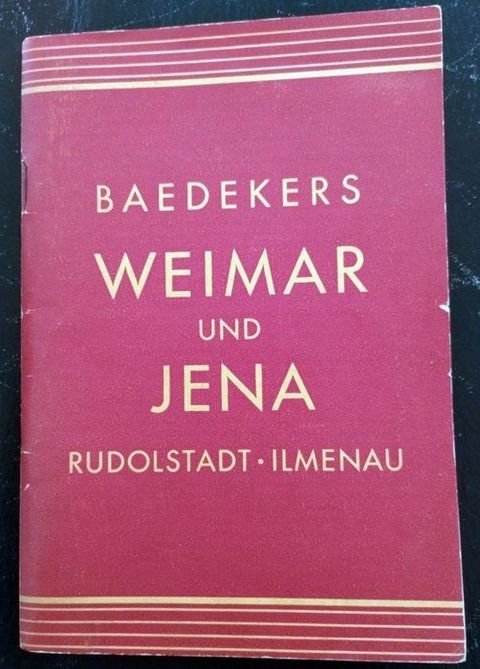 BAEDEKERS
WEIMAR
UND
JENA
RUDOLSTADT · ILMENAU